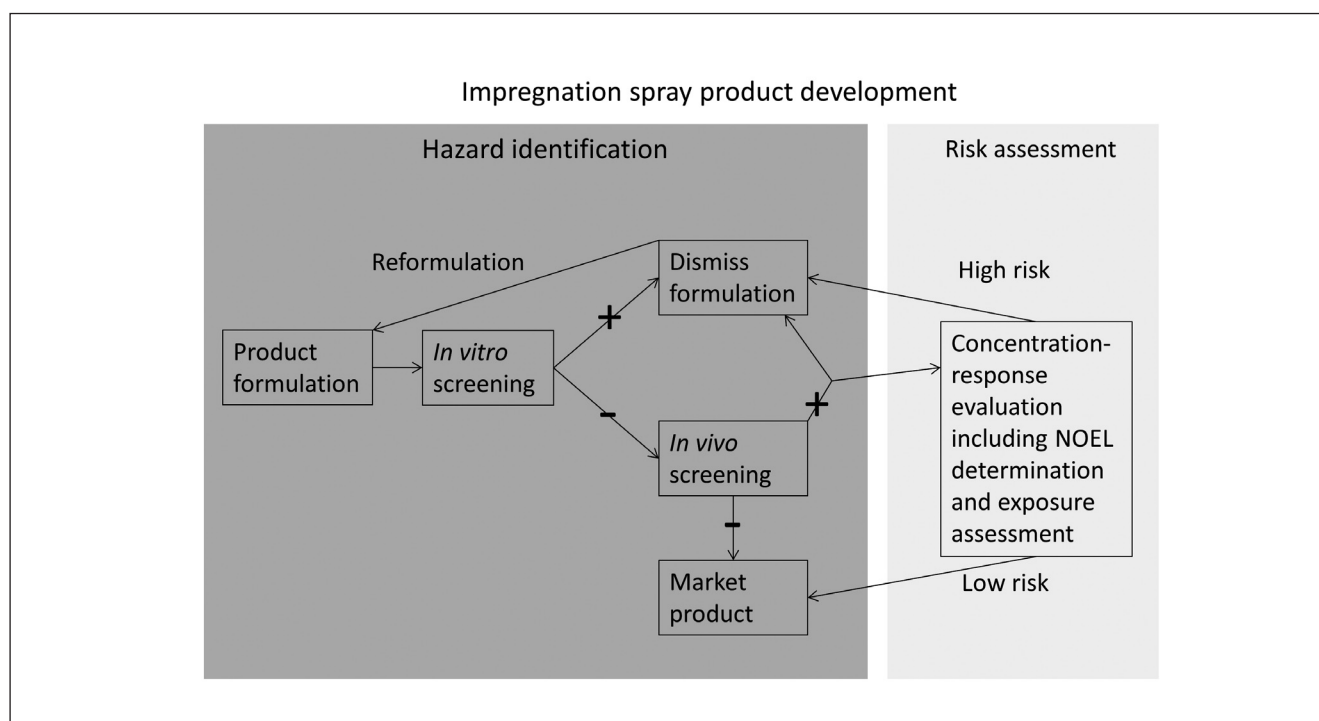 Impregnation spray product development
Hazard identification
Risk assessment
Reformulation
Dismiss
formulation
High risk
+
Product
formulation
In vitro
screening
Concentration-
response
evaluation
including NOEL
determination
and exposure
assessment
-
+
In vivo
screening
-
Market
product
Low risk